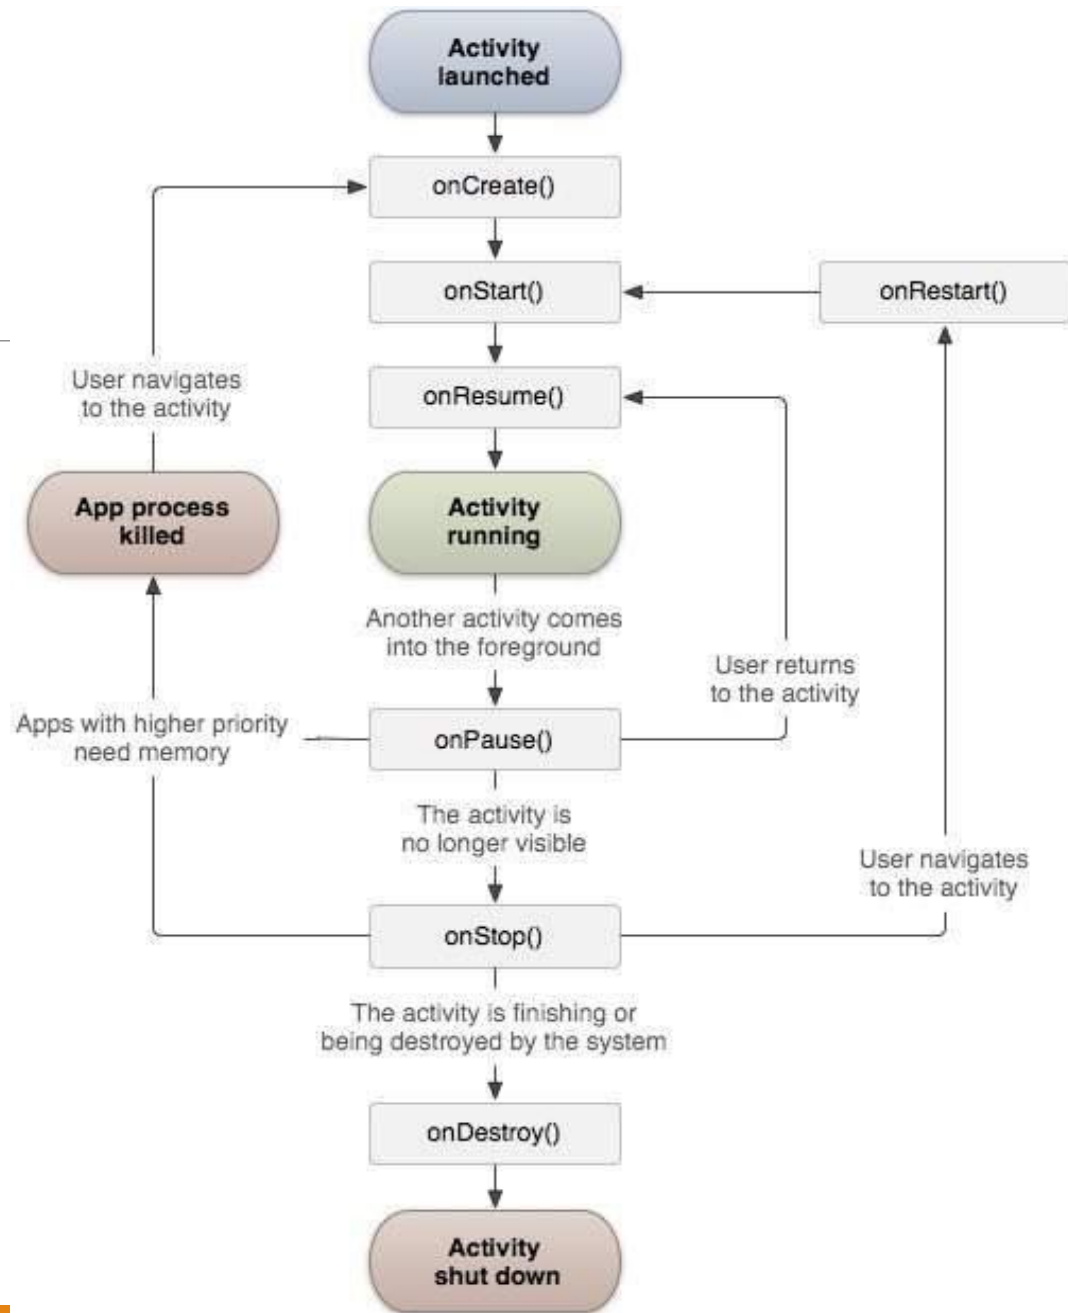 Activity
launched
onCreate()
onStart()
onRestart()
User navigates
to the activity
onResume()
App process
killed
Activity
running
Another activity comes
into the foreground
User returns
to the activity
Apps with higher priority
need memory
onPause()
The activity is
no longer visible
User navigates
to the activity
onStop()
The activity is finishing or
being destroyed by the system
onDestroy()
Activity
shut down